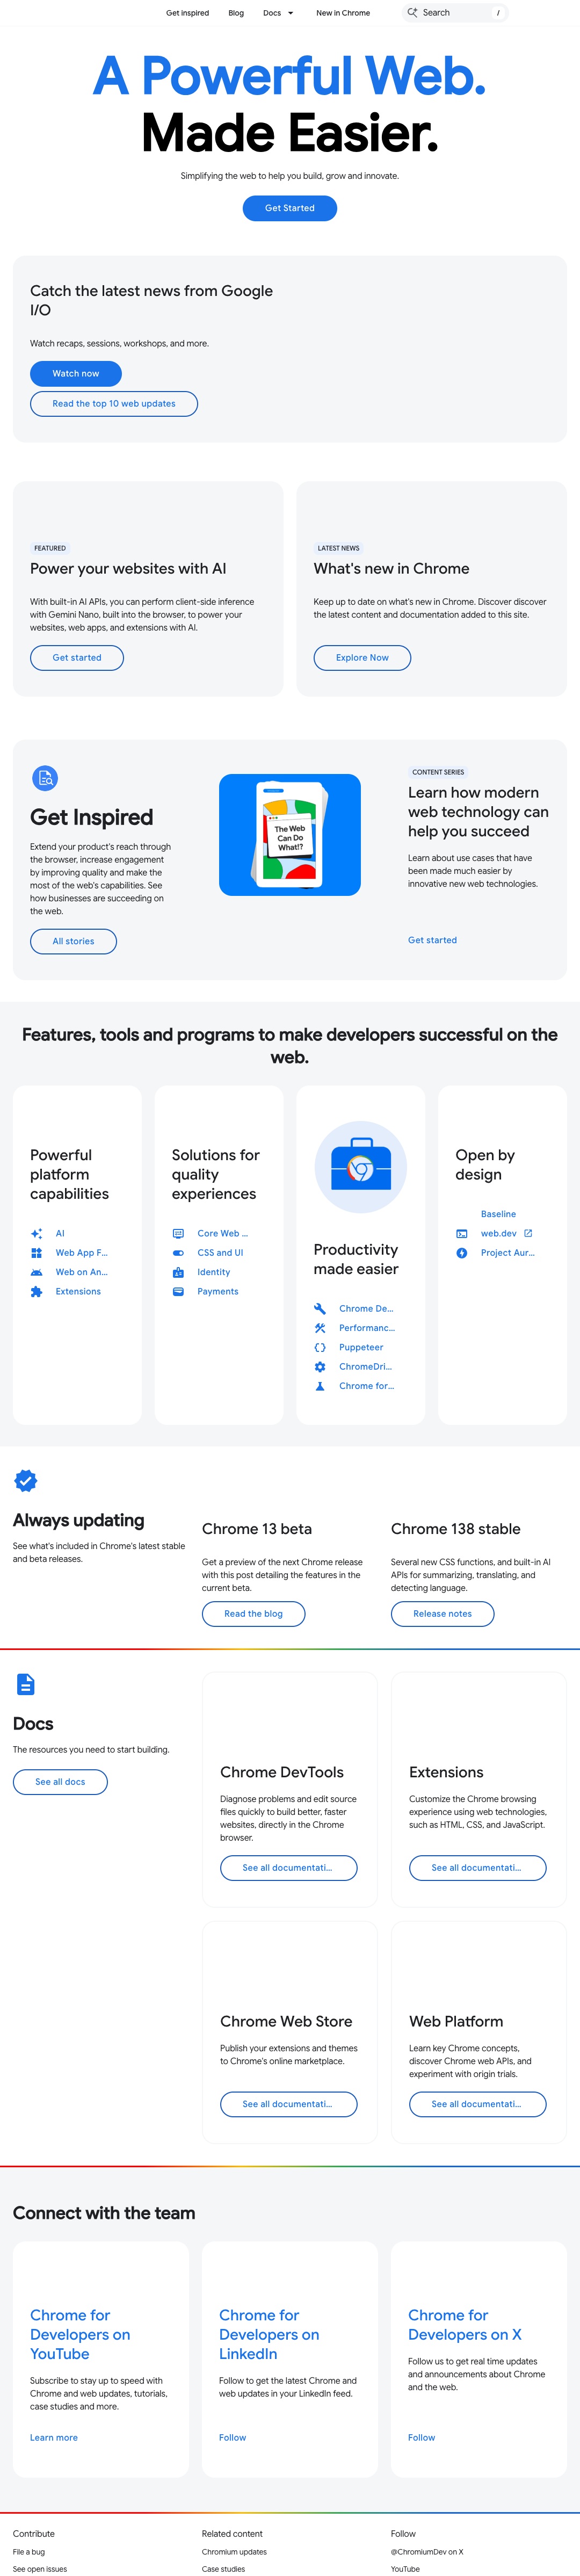 Get inspired
Blog
Docs
New in Chrome
Search
/
A Powerful Web.
Made Easier.
Simplifying the web to help you build, grow and innovate.
Get Started
Catch the latest news from Google
I/O
Watch recaps, sessions, workshops, and more.
Watch now
Read the top 10 web updates
FEATURED
Power your websites with AI
With built-in AI APIs, you can perform client-side inference
with Gemini Nano, built into the browser, to power your
websites, web apps, and extensions with AI.
Get started
LATEST NEWS
What's new in Chrome
Keep up to date on what's new in Chrome. Discover discover
the latest content and documentation added to this site.
Explore Now
Get Inspired
Extend your product's reach through
the browser, increase engagement
by improving quality and make the
most of the web's capabilities. See
how businesses are succeeding on
the web.
All stories
The Web
Can Do
What!?
CONTENT SERIES
Learn how modern
web technology can
help you succeed
Learn about use cases that have
been made much easier by
innovative new web technologies.
Get started
Features, tools and programs to make developers successful on the
web.
Powerful
platform
capabilities
AI
Web App F...
Web on An...
Extensions
Solutions for
quality
experiences
Core Web ...
CSS and UI
Identity
Payments
Productivity
made easier
Chrome De...
Performanc...
Puppeteer
ChromeDri...
Chrome for...
Open by
design
Baseline
web.dev
Project Aur...
Always updating
See what's included in Chrome's latest stable
and beta releases.
Chrome 13 beta
Get a preview of the next Chrome release
with this post detailing the features in the
current beta.
Read the blog
Chrome 138 stable
Several new CSS functions, and built-in AI
APIs for summarizing, translating, and
detecting language.
Release notes
Docs
The resources you need to start building.
See all docs
Chrome DevTools
Diagnose problems and edit source
files quickly to build better, faster
websites, directly in the Chrome
browser.
See all documentati...
Extensions
Customize the Chrome browsing
experience using web technologies,
such as HTML, CSS, and JavaScript.
See all documentati...
Chrome Web Store
Publish your extensions and themes
to Chrome's online marketplace.
See all documentati...
Web Platform
Learn key Chrome concepts,
discover Chrome web APIs, and
experiment with origin trials.
See all documentati...
Connect with the team
Chrome for
Developers on
YouTube
Subscribe to stay up to speed with
Chrome and web updates, tutorials,
case studies and more.
Learn more
Chrome for
Developers on
LinkedIn
Follow to get the latest Chrome and
web updates in your LinkedIn feed.
Follow
Chrome for
Developers on X
Follow us to get real time updates
and announcements about Chrome
and the web.
Follow
Contribute
File a bug
See open issues
Related content
Chromium updates
Case studies
Follow
@ChromiumDev on X
YouTube